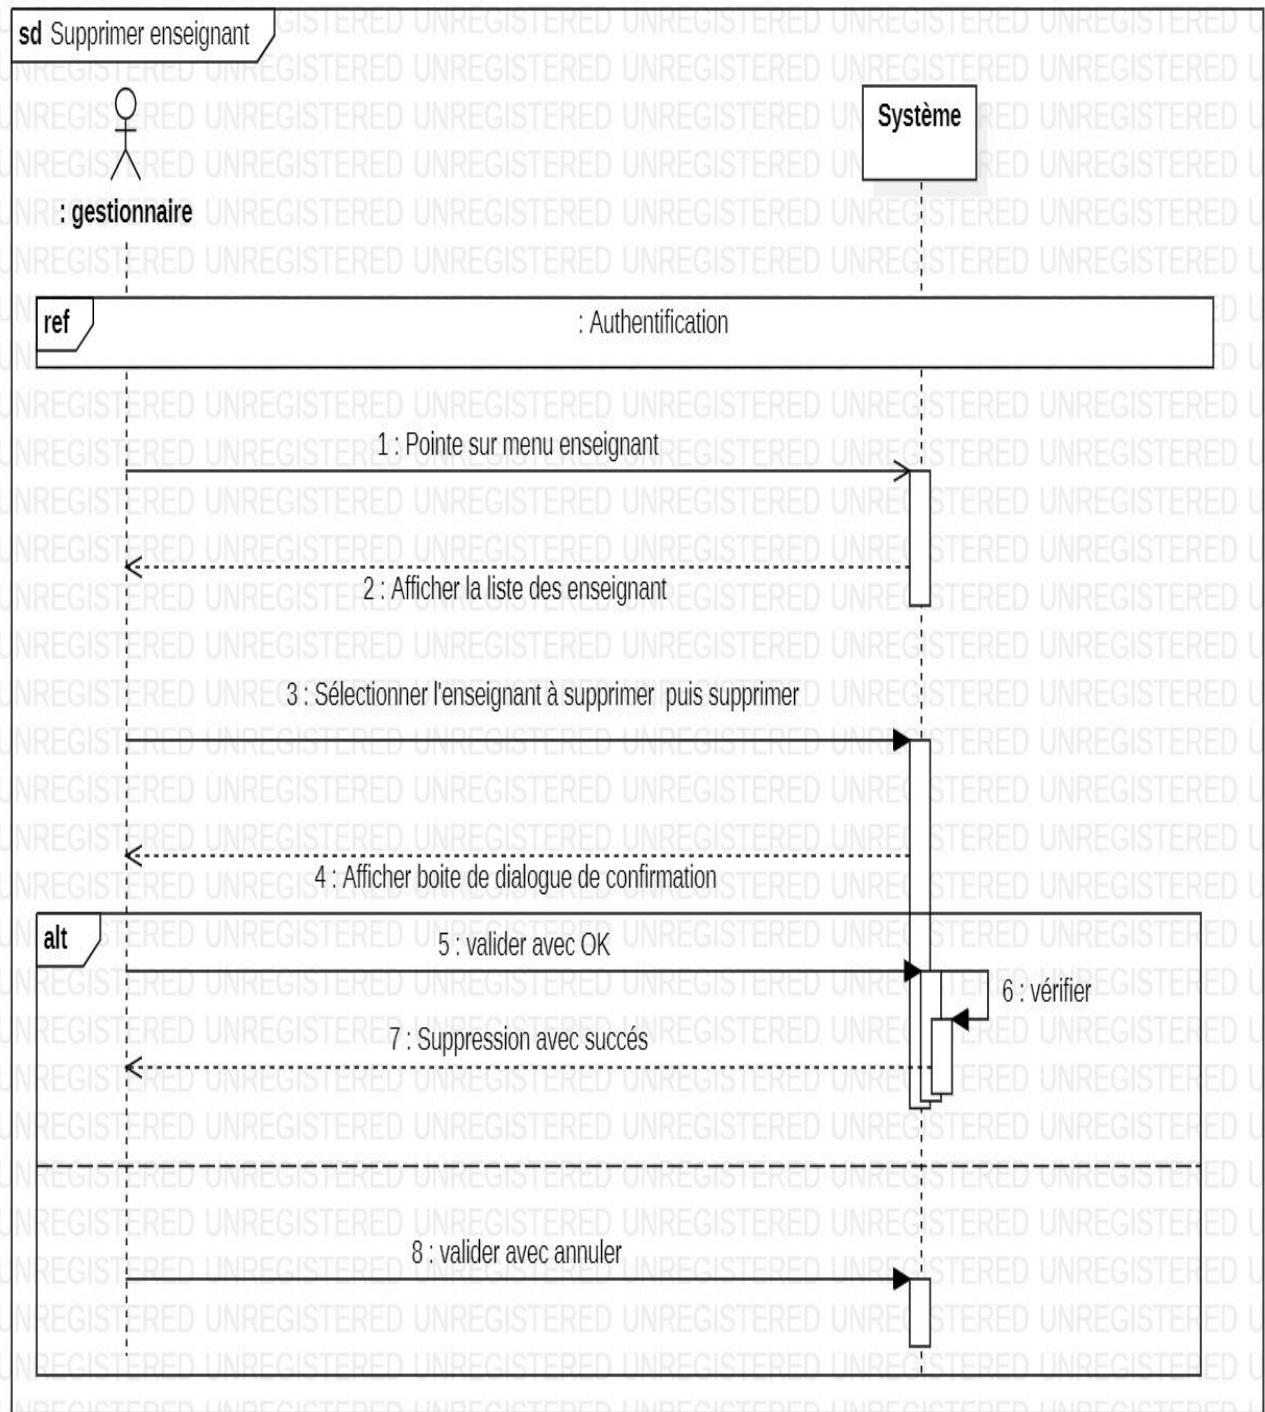 sd Supprimer enseignant
Système
: gestionnaire
ref
: Authentification
1 : Pointe sur menu enseignant
2 : Afficher la liste des enseignant
3 : Sélectionner l'enseignant à supprimer puis supprimer
4 : Afficher boite de dialogue de confirmation
alt
5 : valider avec OK
6 : vérifier
7 : Suppression avec succés
8 : valider avec annuler
UNREGISTERED